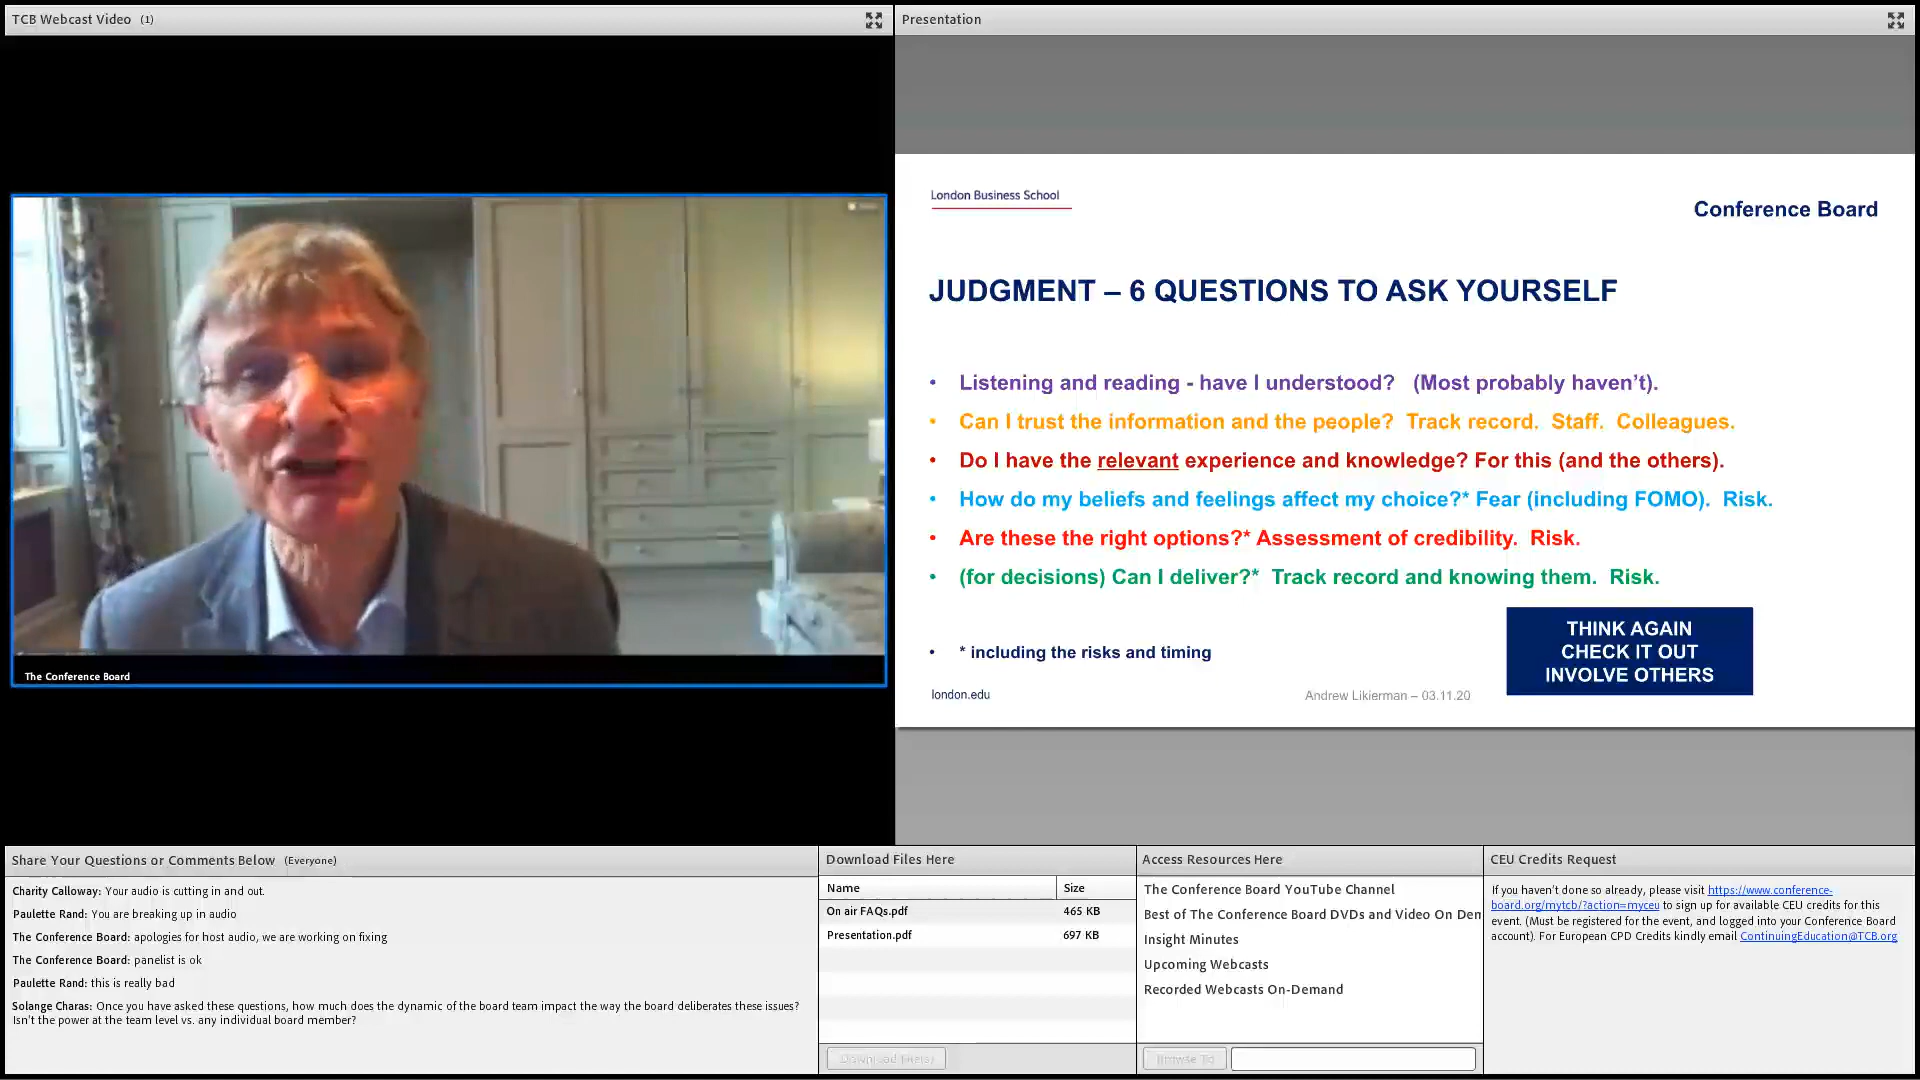 TCB Webcast Video (1)
Presentation
The Conference Board
London Business School
Conference Board
JUDGMENT – 6 QUESTIONS TO ASK YOURSELF
• Listening and reading - have I understood? (Most probably haven't).
• Can I trust the information and the people? Track record. Staff. Colleagues.
• Do I have the relevant experience and knowledge? For this (and the others).
• How do my beliefs and feelings affect my choice?* Fear (including FOMO). Risk.
• Are these the right options?* Assessment of credibility. Risk.
• (for decisions) Can I deliver?* Track record and knowing them. Risk.
• * including the risks and timing
THINK AGAIN
CHECK IT OUT
INVOLVE OTHERS
london.edu
Andrew Likierman – 03.11.20
Share Your Questions or Comments Below (Everyone)
Charity Calloway: Your audio is cutting in and out.
Paulette Rand: You are breaking up in audio
The Conference Board: apologies for host audio, we are working on fixing
The Conference Board: panelist is ok
Paulette Rand: this is really bad
Solange Charas: Once you have asked these questions, how much does the dynamic of the board team impact the way the board deliberates these issues?
Isn't the power at the team level vs. any individual board member?
Download Files Here
Name Size
On air FAQs.pdf 465 KB
Presentation.pdf 697 KB
Download File(s)
Access Resources Here
The Conference Board YouTube Channel
Best of The Conference Board DVDs and Video On Dem
Insight Minutes
Upcoming Webcasts
Recorded Webcasts On-Demand
Browse To
CEU Credits Request
If you haven't done so already, please visit https://www.conference-
board.org/mytcb/?action=myceu to sign up for available CEU credits for this
event. (Must be registered for the event, and logged into your Conference Board
account). For European CPD Credits kindly email ContinuingEducation@TCB.org